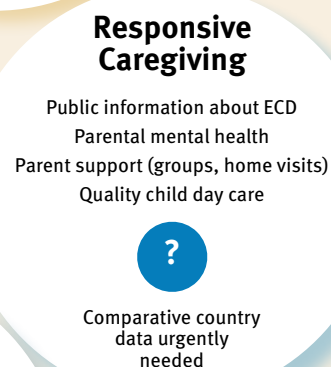 Responsive
Caregiving
Public information about ECD
Parental mental health
Parent support (groups, home visits)
Quality child day care
?
Comparative country
data urgently
needed